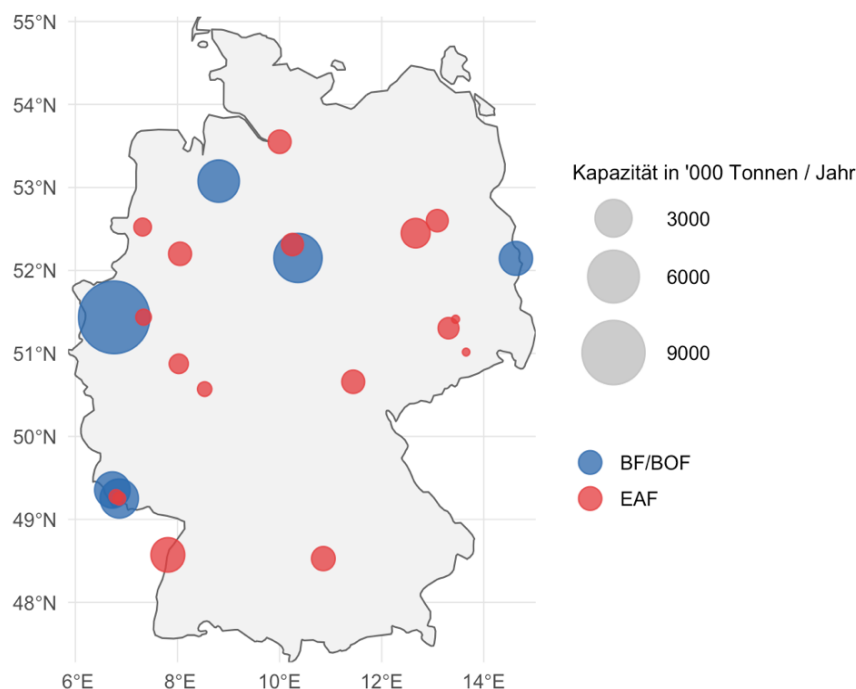 55°N
54°N
53°N
52°N
51°N
50°N
49°N
48°N
6°E
8°E
10°E
12°E
14°E
Kapazität in '000 Tonnen / Jahr
3000
6000
9000
BF/BOF
EAF